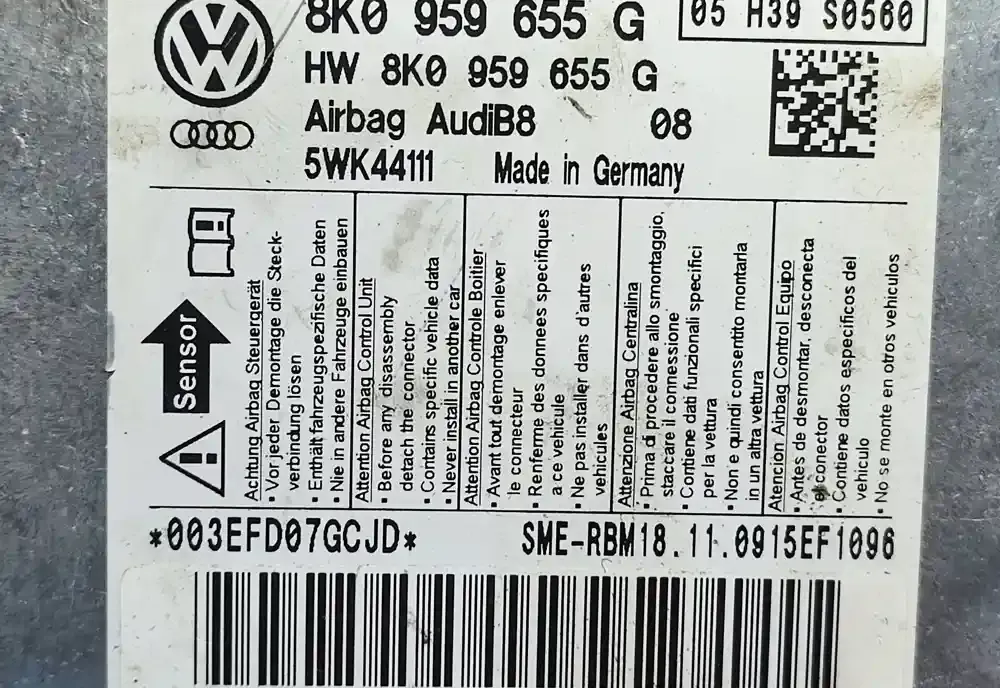 8K0 959 655 G
05 H39 S0560
HW 8K0 959 655 G
Airbag AudiB8 08
5WK44111 Made in Germany
Sensor
Achtung Airbag Steuergerät
• Vor jeder Demontage die Steck-
verbindung lösen
• Enthält fahrzeugspezifische Daten
• Nie in andere Fahrzeuge einbauen
Attention Airbag Control Unit
• Before any disassembly
detach the connector
• Contains specific vehicle data
• Never install in another car
Attention Airbag Controle Boitier
• Avant tout demontage enlever
le connecteur
• Renferme des donnees specifiques
a ce vehicule
• Ne pas installer dans d'autres
vehicules
Attenzione Airbag Centralina
• Prima di procedere allo smontaggio,
staccare il connessione
• Contiene dati funzionali specifici
per la vettura
• Non e quindi consentito montarla
in un altra vettura
Atencion Airbag Control Equipo
• Antes de desmontar, desconecta
el conector
• Contiene datos especificos del
vehiculo
• No se monte en otros vehiculos
*003EFD07GCJD*
SME-RBM18.11.0915EF1096